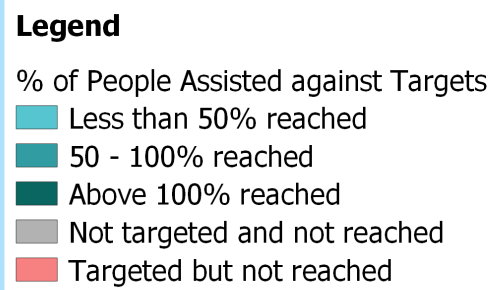 Legend
% of People Assisted against Targets
Less than 50% reached
50 - 100% reached
Above 100% reached
Not targeted and not reached
Targeted but not reached